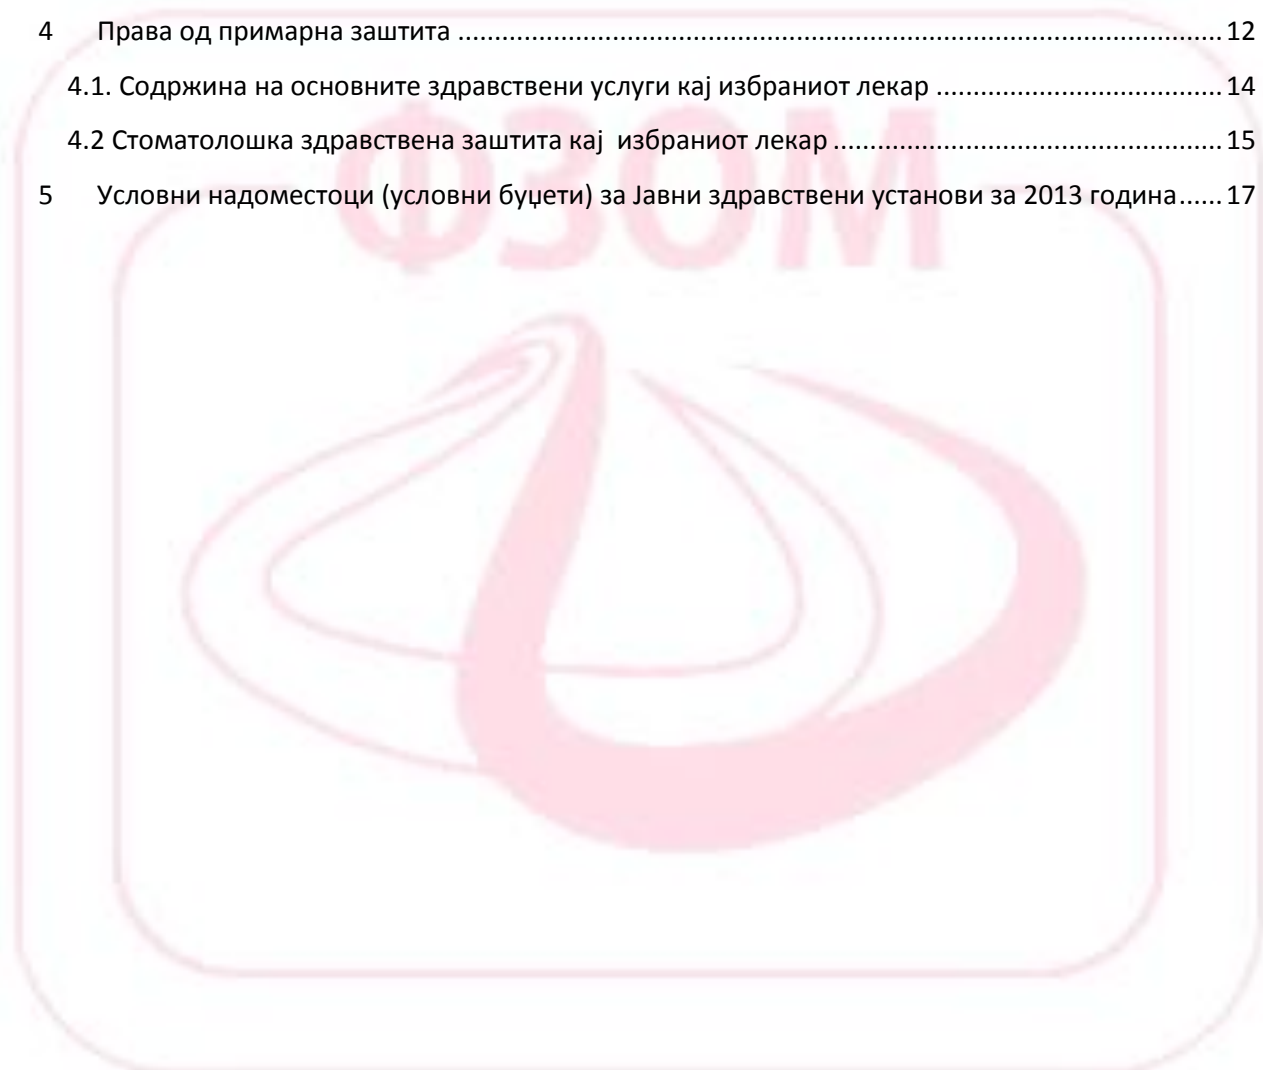 4 Права од примарна заштита ........................................................................................................ 12
4.1. Содржина на основните здравствени услуги кај избраниот лекар ....................................... 14
4.2 Стоматолошка здравствена заштита кај избраниот лекар ..................................................... 15
5 Условни надоместоци (условни буџети) за Јавни здравствени установи за 2013 година...... 17
ФЗОМ